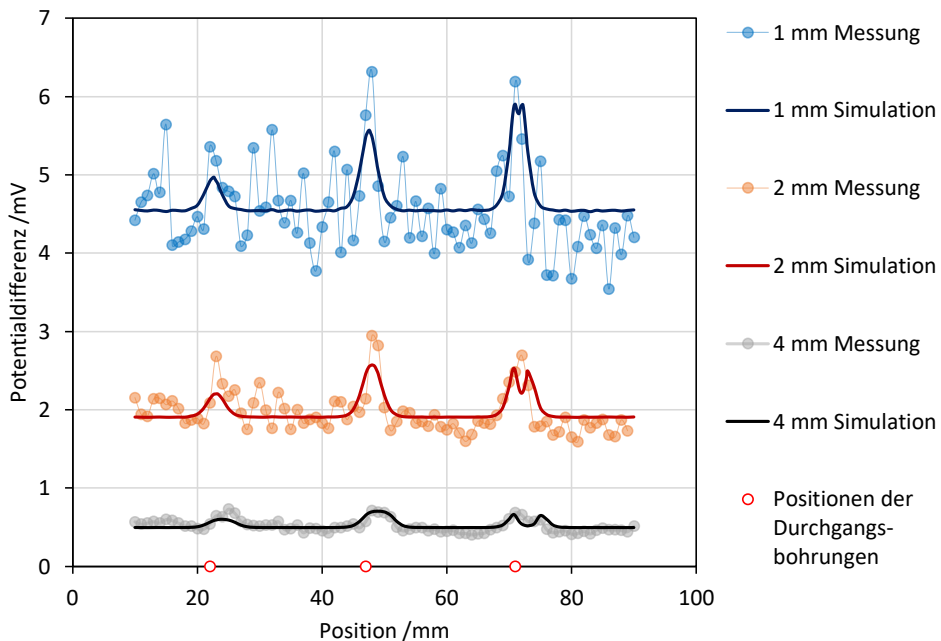 7
6
5
4
3
2
1
0
0 20 40 60 80 100
Potentialdifferenz /mV
Position /mm
1 mm Messung
1 mm Simulation
2 mm Messung
2 mm Simulation
4 mm Messung
4 mm Simulation
Positionen der
Durchgangs-
bohrungen